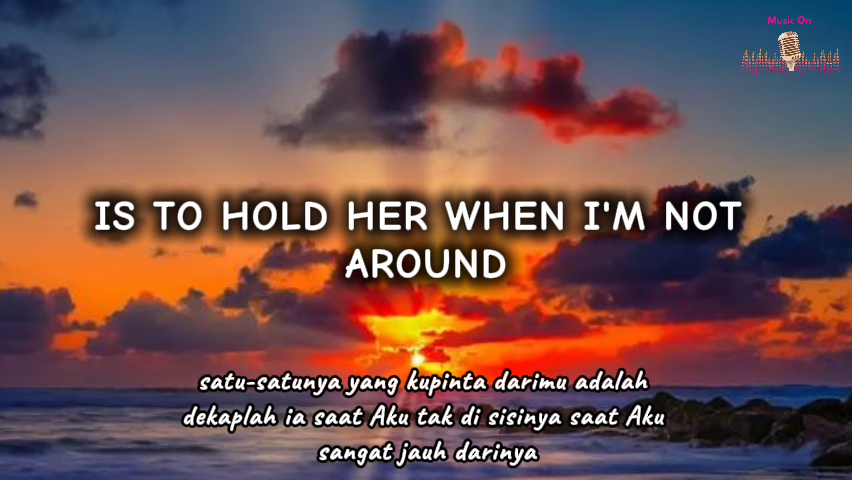 Music On
IS TO HOLD HER WHEN I'M NOT
AROUND
satu-satunya yang kupinta darimu adalah
dekaplah ia saat Aku tak di sisinya saat Aku
sangat jauh darinya